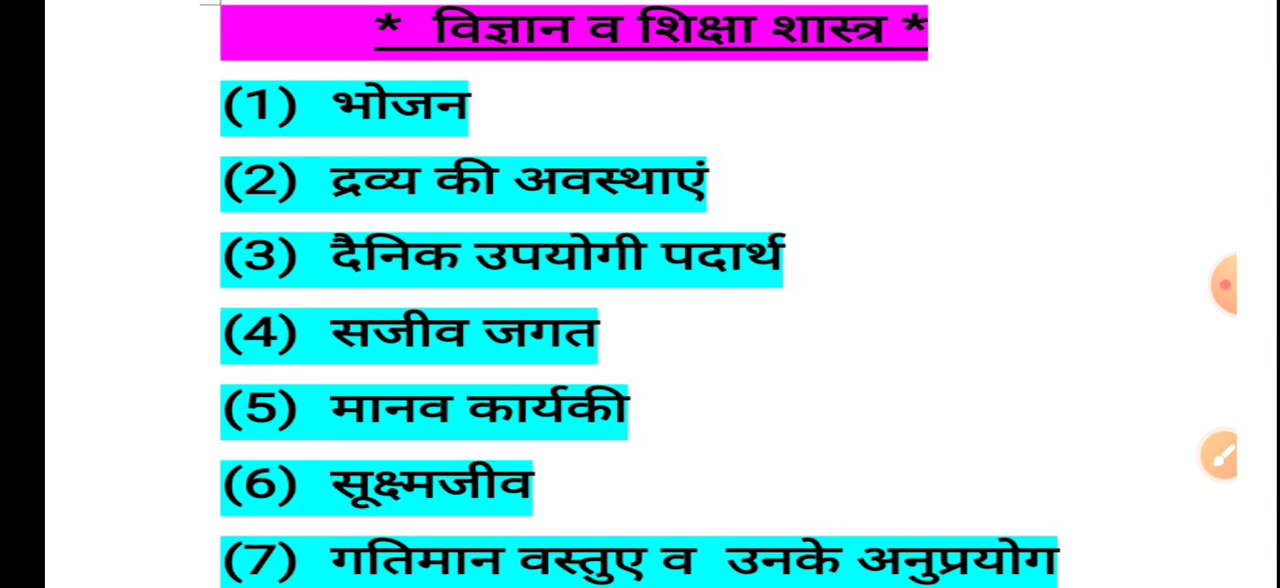 * विज्ञान व शिक्षा शास्त्र *
(1) भोजन
(2) द्रव्य की अवस्थाएं
(3) दैनिक उपयोगी पदार्थ
(4) सजीव जगत
(5) मानव कार्यकी
(6) सूक्ष्मजीव
(7) गतिमान वस्तुए व उनके अनुप्रयोग